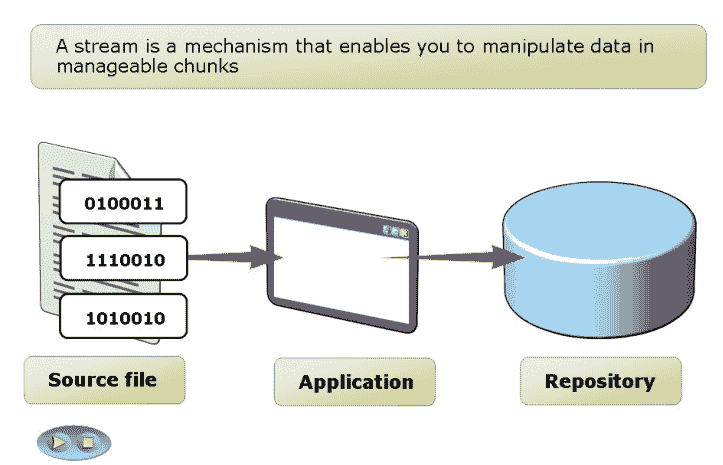 A stream is a mechanism that enables you to manipulate data in
manageable chunks
0100011
1110010
1010010
Source file
Application
Repository